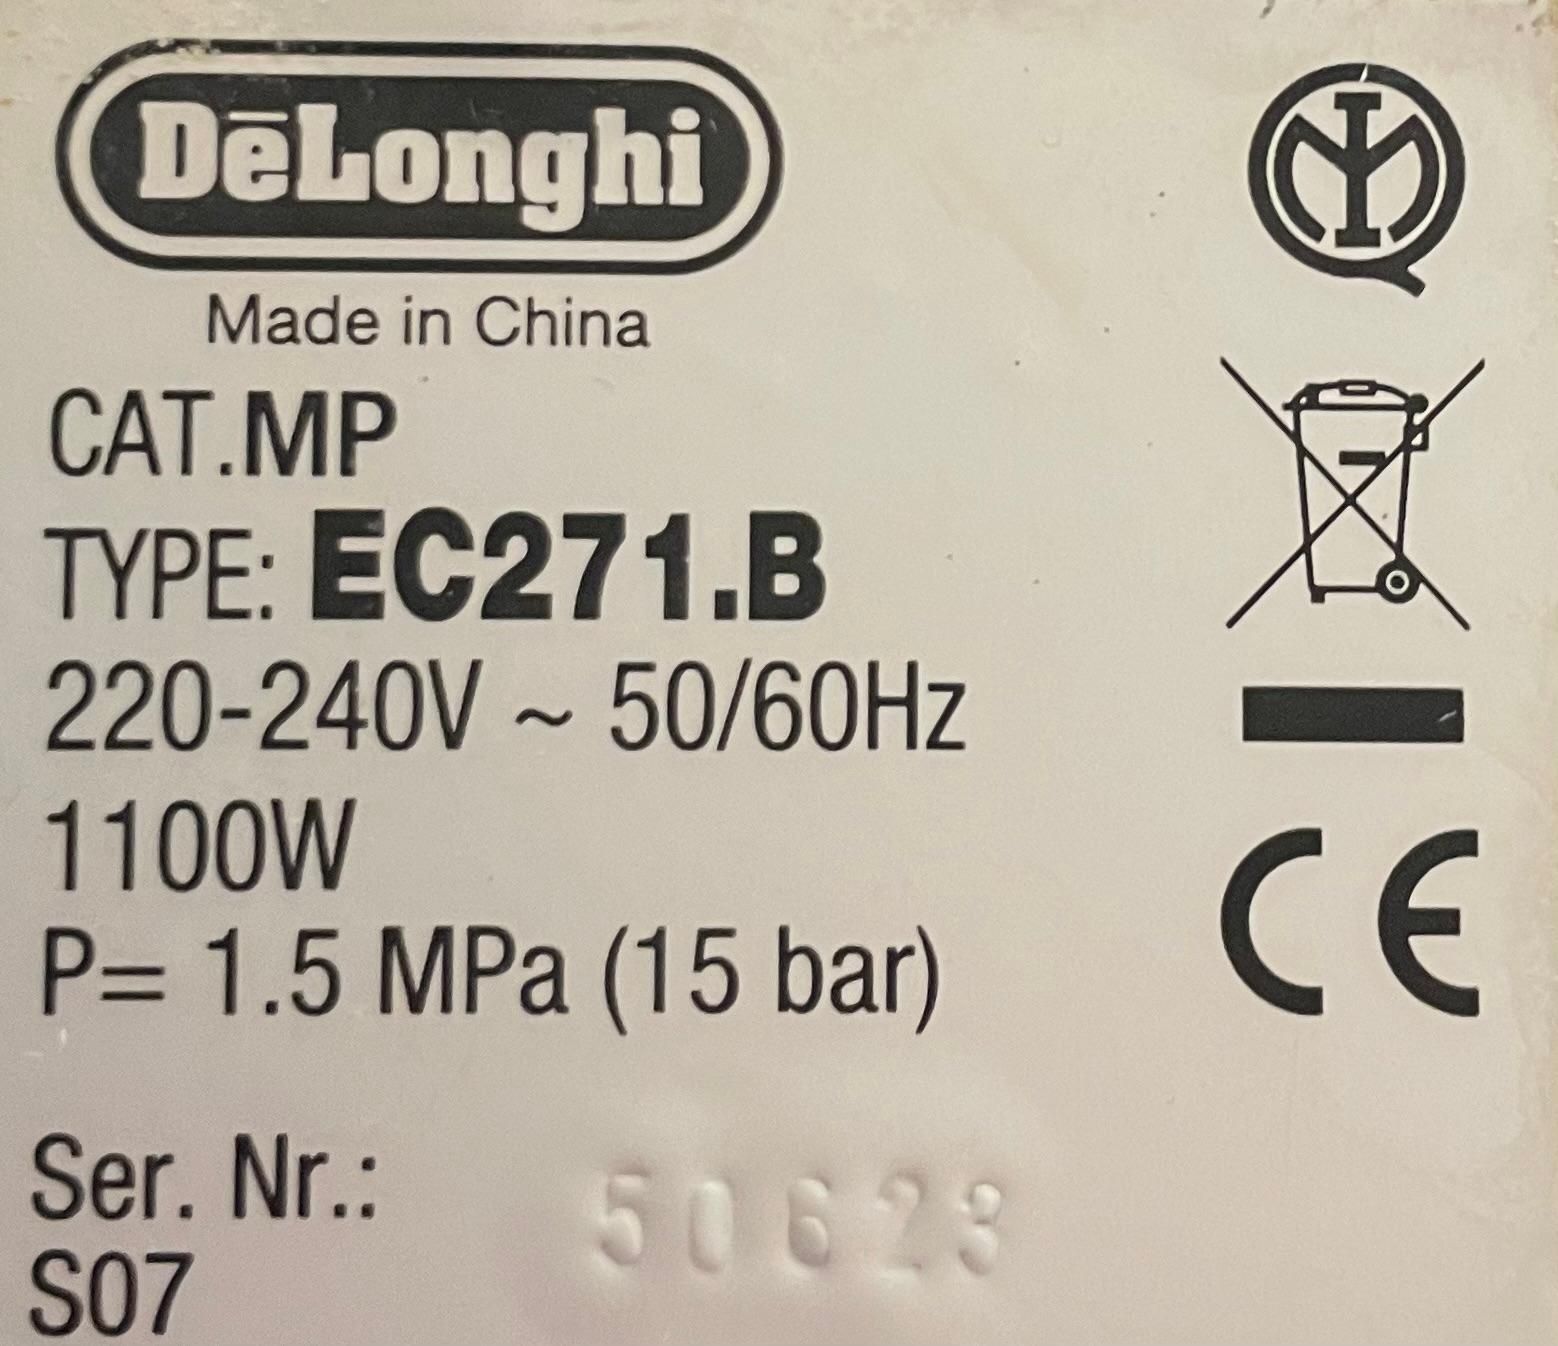 DēLonghi
Made in China
CAT.MP
TYPE: EC271.B
220-240V ~ 50/60Hz
1100W
P= 1.5 MPa (15 bar)
CE
Ser. Nr.:
50623
S07